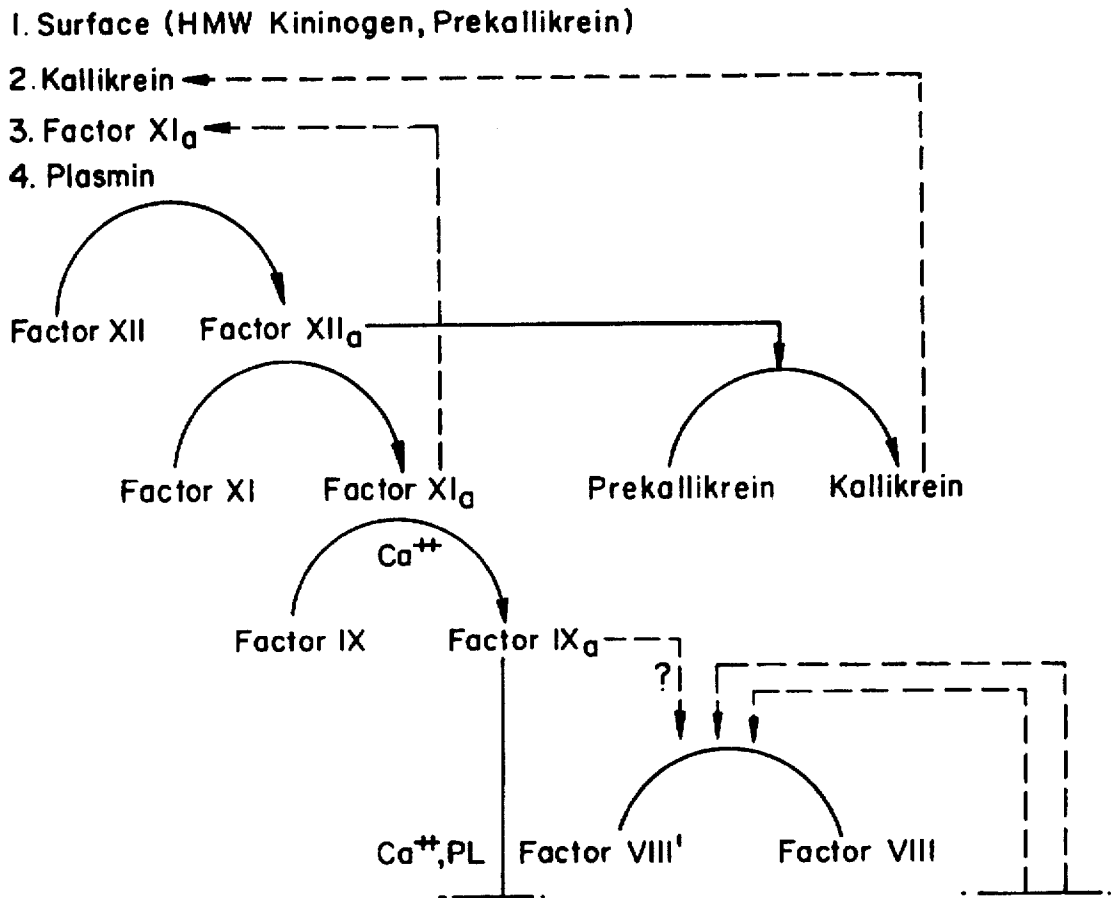 1. Surface (HMW Kininogen, Prekallikrein)
2. Kallikrein
3. Factor XIa
4. Plasmin
Factor XII Factor XIIa
Factor XI Factor XIa Prekallikrein Kallikrein
Ca++
Factor IX Factor IXa
?
Ca++, PL Factor VIII' Factor VIII